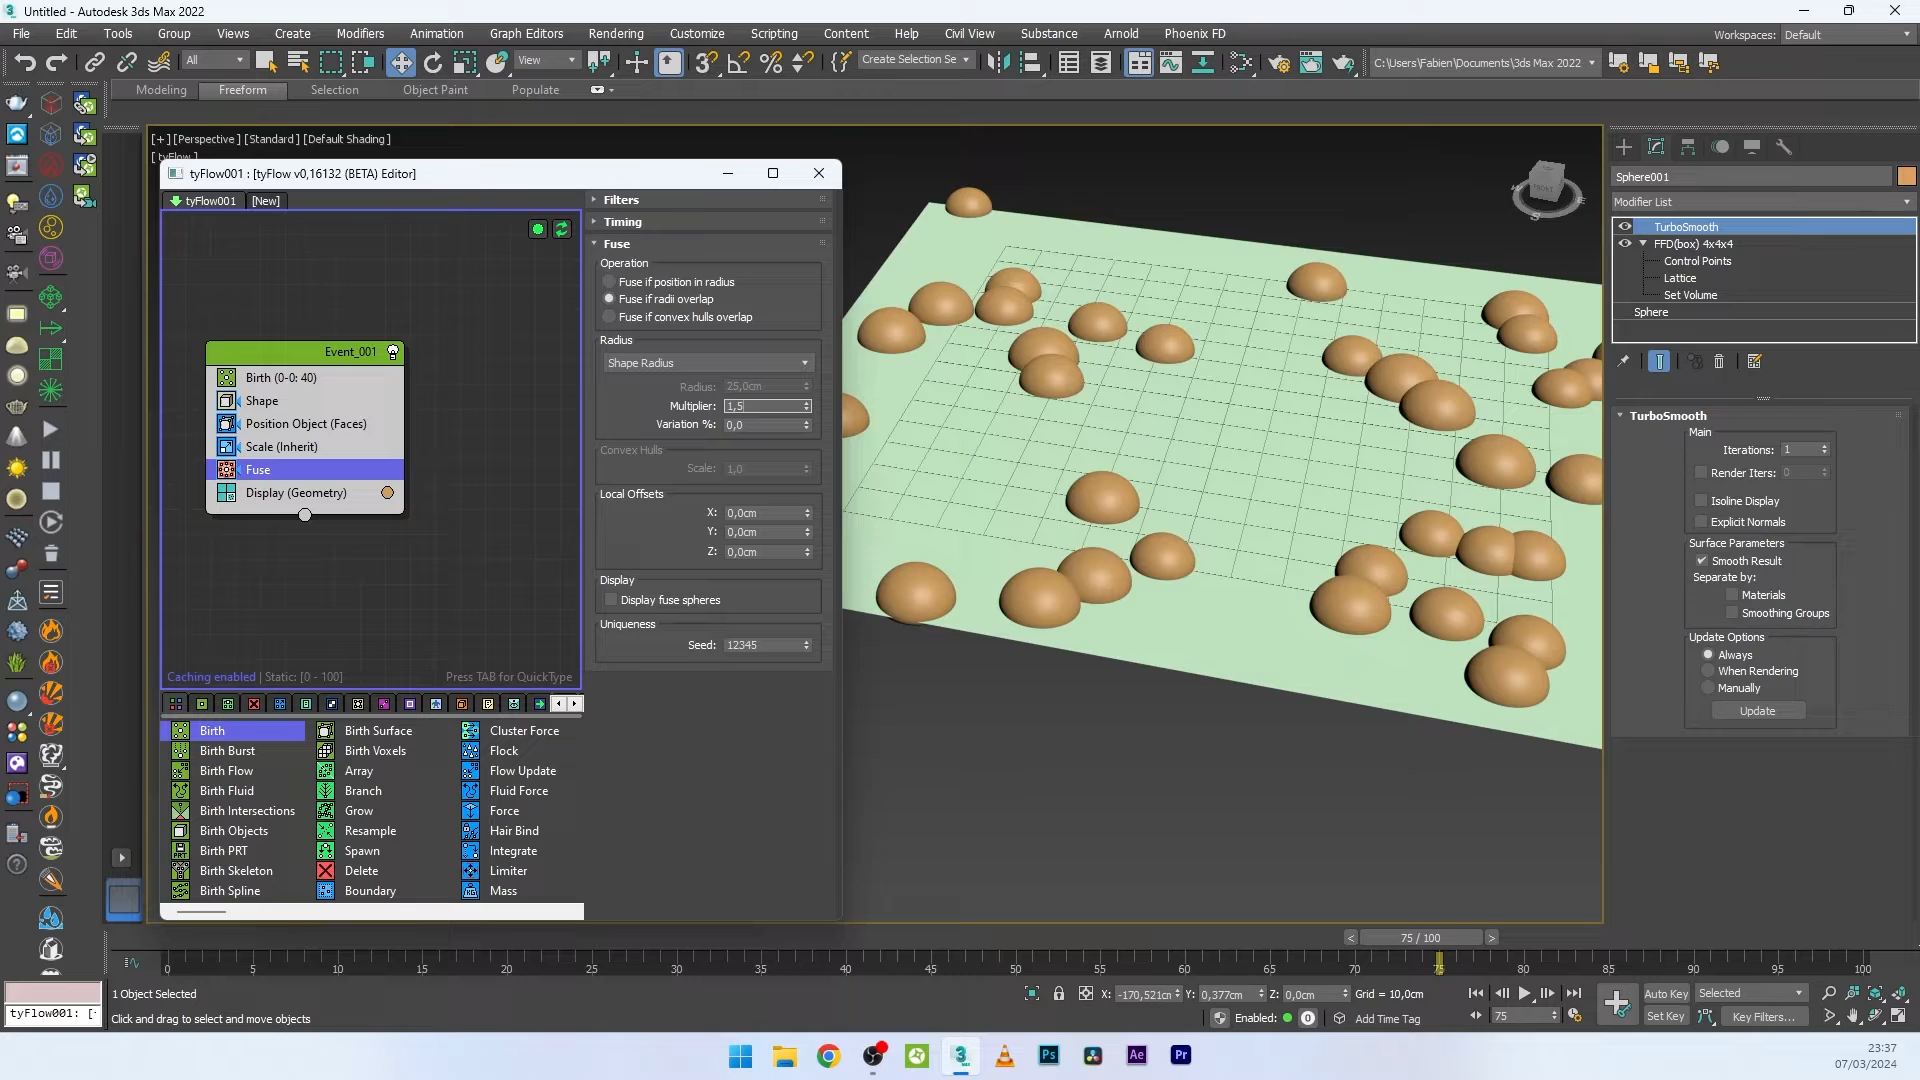 Untitled - Autodesk 3ds Max 2022
File Edit Tools Group Views Create Modifiers Animation Graph Editors Rendering Customize Scripting Content Help Civil View Substance Arnold Phoenix FD
Workspaces: Default
All View Create Selection Se C:\Users\Fabien\Documents\3ds Max 2022
Modeling Freeform Selection Object Paint Populate
[+] [Perspective ] [Standard ] [Default Shading ]
[ tyFlow ]
tyFlow001 : [tyFlow v0,16132 (BETA) Editor]
tyFlow001 [New]
Event_001
Birth (0-0: 40)
Shape
Position Object (Faces)
Scale (Inherit)
Fuse
Display (Geometry)
Caching enabled | Static: [0 - 100] Press TAB for QuickType
Filters
Timing
Fuse
Operation
Fuse if position in radius
Fuse if radii overlap
Fuse if convex hulls overlap
Radius
Shape Radius
Radius: 25,0cm
Multiplier: 1,5
Variation %: 0,0
Convex Hulls
Scale: 1,0
Local Offsets
X: 0,0cm
Y: 0,0cm
Z: 0,0cm
Display
Display fuse spheres
Uniqueness
Seed: 12345
Birth Birth Surface Cluster Force
Birth Burst Birth Voxels Flock
Birth Flow Array Flow Update
Birth Fluid Branch Fluid Force
Birth Intersections Grow Force
Birth Objects Resample Hair Bind
Birth PRT Spawn Integrate
Birth Skeleton Delete Limiter
Birth Spline Boundary Mass
FRONT
Sphere001
Modifier List
TurboSmooth
FFD(box) 4x4x4
Control Points
Lattice
Set Volume
Sphere
TurboSmooth
Main
Iterations: 1
Render Iters: 0
Isoline Display
Explicit Normals
Surface Parameters
Smooth Result
Separate by:
Materials
Smoothing Groups
Update Options
Always
When Rendering
Manually
Update
< 75 / 100 >
0 5 10 15 20 25 30 35 40 45 50 55 60 65 70 75 80 85 90 95 100
tyFlow001: [-
1 Object Selected
Click and drag to select and move objects
X: -170,521cm Y: 0,377cm Z: 0,0cm Grid = 10,0cm
Enabled: 0 Add Time Tag
75
Auto Key Selected
Set Key Key Filters...
Ps Ae Pr
23:37
07/03/2024